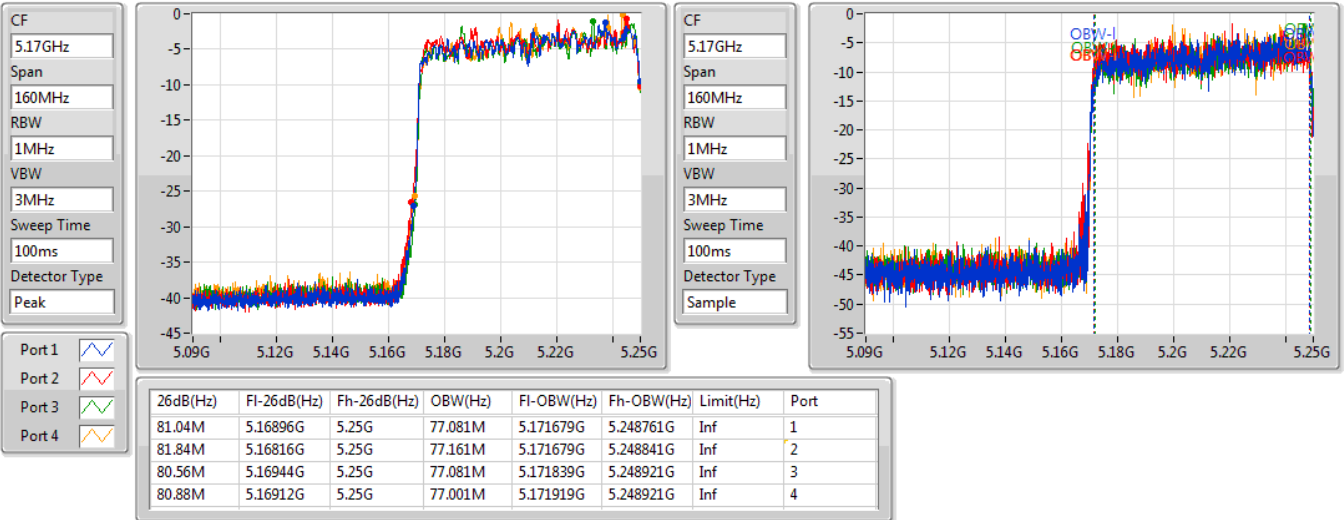 CF
5.17GHz
Span
160MHz
RBW
1MHz
VBW
3MHz
Sweep Time
100ms
Detector Type
Peak
0
-5
-10
-15
-20
-25
-30
-35
-40
-45
5.09G 5.12G 5.14G 5.16G 5.18G 5.2G 5.22G 5.25G
CF
5.17GHz
Span
160MHz
RBW
1MHz
VBW
3MHz
Sweep Time
100ms
Detector Type
Sample
0
-5
-10
-15
-20
-25
-30
-35
-40
-45
-50
-55
OBW-l
5.09G 5.12G 5.14G 5.16G 5.18G 5.2G 5.22G 5.25G
Port 1
Port 2
Port 3
Port 4
26dB(Hz) Fl-26dB(Hz) Fh-26dB(Hz) OBW(Hz) Fl-OBW(Hz) Fh-OBW(Hz) Limit(Hz) Port
81.04M 5.16896G 5.25G 77.081M 5.171679G 5.248761G Inf 1
81.84M 5.16816G 5.25G 77.161M 5.171679G 5.248841G Inf 2
80.56M 5.16944G 5.25G 77.081M 5.171839G 5.248921G Inf 3
80.88M 5.16912G 5.25G 77.001M 5.171919G 5.248921G Inf 4